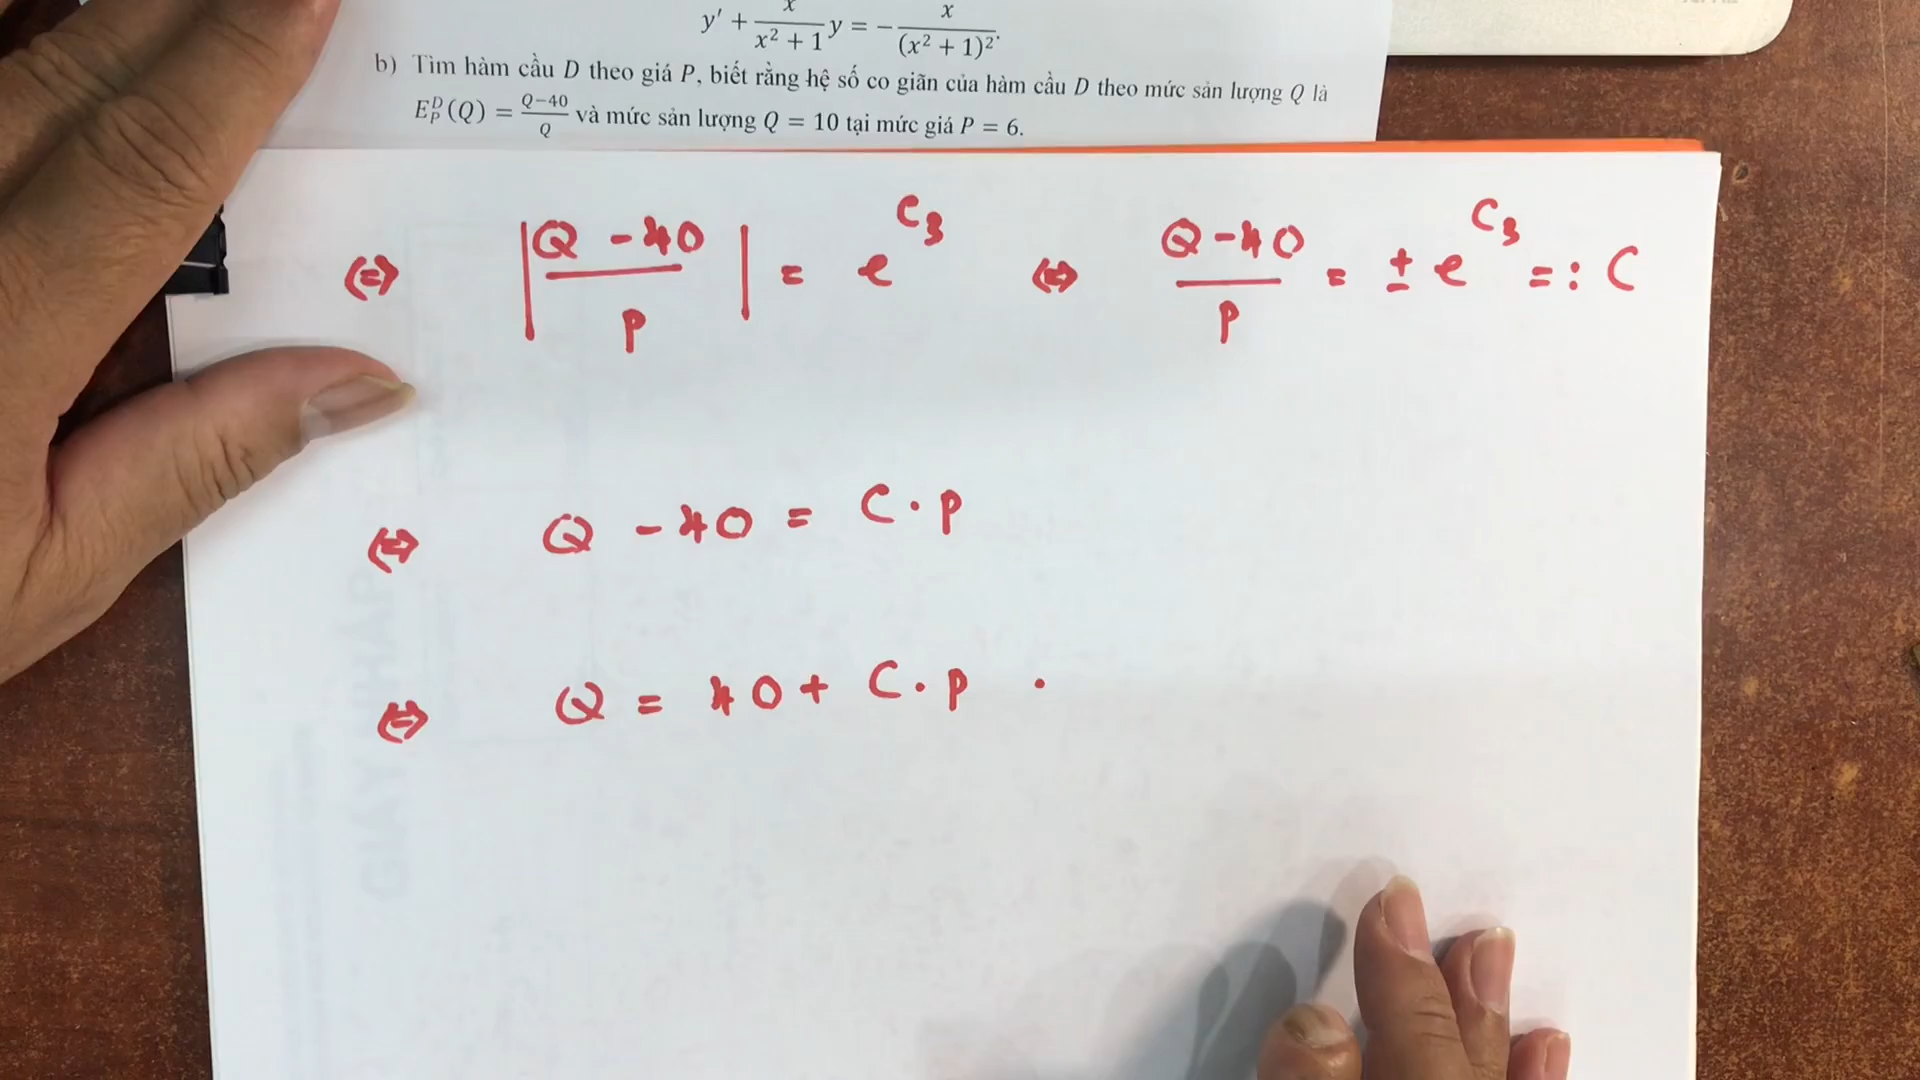 y' + x/(x² + 1) y = − x/(x² + 1)².
b) Tìm hàm cầu D theo giá P, biết rằng hệ số co giãn của hàm cầu D theo mức sản lượng Q là
E_P^D(Q) = (Q−40)/Q và mức sản lượng Q = 10 tại mức giá P = 6.
⇔ |(Q − 40)/P| = e^{C₃} ⇔ (Q − 40)/P = ± e^{C₃} =: C
⇔ Q − 40 = C · P
⇔ Q = 40 + C · P .